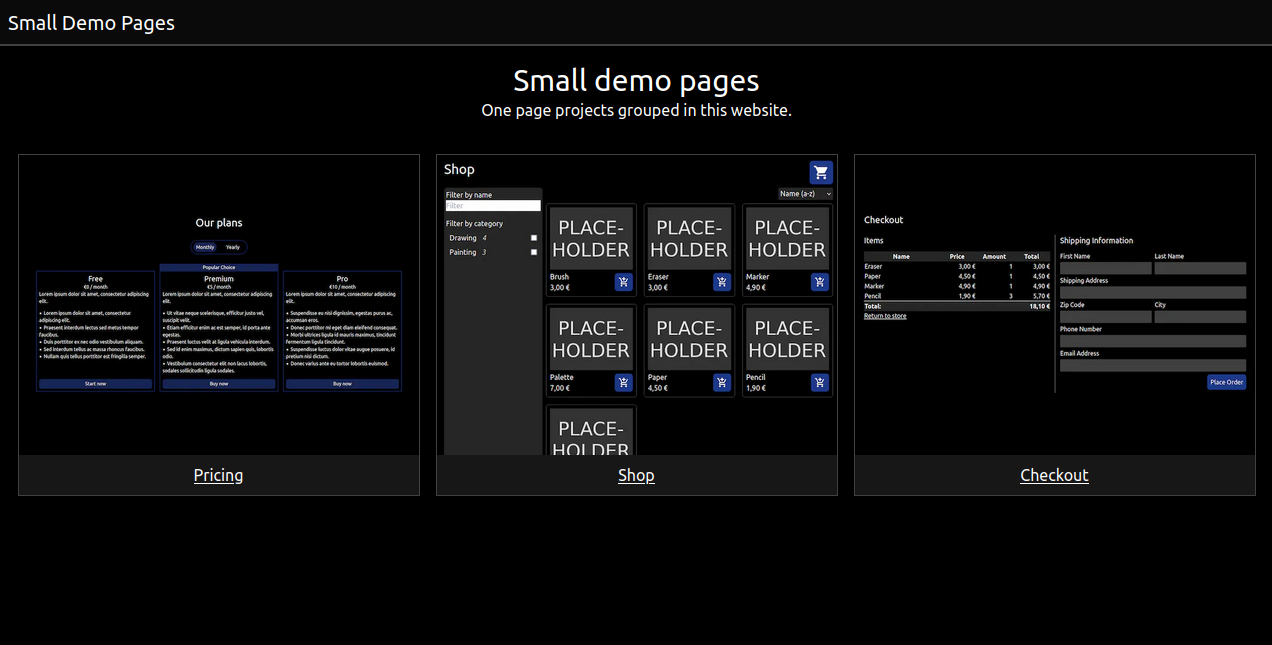 Small Demo Pages
Small demo pages
One page projects grouped in this website.
Our plans
Monthly Yearly
Popular Choice
Free
€0 / month
Lorem ipsum dolor sit amet, consectetur adipiscing
elit.
• Lorem ipsum dolor sit amet, consectetur
adipiscing elit.
• Praesent interdum lectus sed metus tempor
faucibus.
• Duis porttitor ex nec odio vestibulum aliquam.
• Sed interdum tellus ac massa rhoncus faucibus.
• Nullam quis tellus porttitor est fringilla semper.
Start now
Premium
€5 / month
Lorem ipsum dolor sit amet, consectetur adipiscing
elit.
• Ut vitae neque scelerisque, efficitur justo vel,
suscipit velit.
• Etiam efficitur enim ac est semper, id porta ante
egestas.
• Praesent luctus velit at ligula vehicula interdum.
• Sed id enim maximus, dictum sapien quis, lobortis
odio.
• Vestibulum consectetur elit non lacus lobortis,
sodales sollicitudin ligula sodales.
Buy now
Pro
€10 / month
Lorem ipsum dolor sit amet, consectetur adipiscing
elit.
• Suspendisse eu nisl dignissim, egestas purus ac,
accumsan eros.
• Donec porttitor mi eget diam eleifend consequat.
• Morbi ultrices ligula id mauris maximus, tincidunt
fermentum ligula tincidunt.
• Suspendisse luctus dolor vitae augue posuere, id
pretium nisi dictum.
• Donec varius ante eu tortor lobortis euismod.
Buy now
Pricing
Shop
Name (a-z)
Filter by name
Filter
Filter by category
Drawing 4
Painting 3
PLACE-
HOLDER
Brush
3,00 €
PLACE-
HOLDER
Eraser
3,00 €
PLACE-
HOLDER
Marker
4,90 €
PLACE-
HOLDER
Palette
7,00 €
PLACE-
HOLDER
Paper
4,50 €
PLACE-
HOLDER
Pencil
1,90 €
PLACE-
HOLDER
Shop
Checkout
Items
Name Price Amount Total
Eraser 3,00 € 1 3,00 €
Paper 4,50 € 1 4,50 €
Marker 4,90 € 1 4,90 €
Pencil 1,90 € 3 5,70 €
Total: 18,10 €
Return to store
Shipping Information
First Name Last Name
Shipping Address
Zip Code City
Phone Number
Email Address
Place Order
Checkout